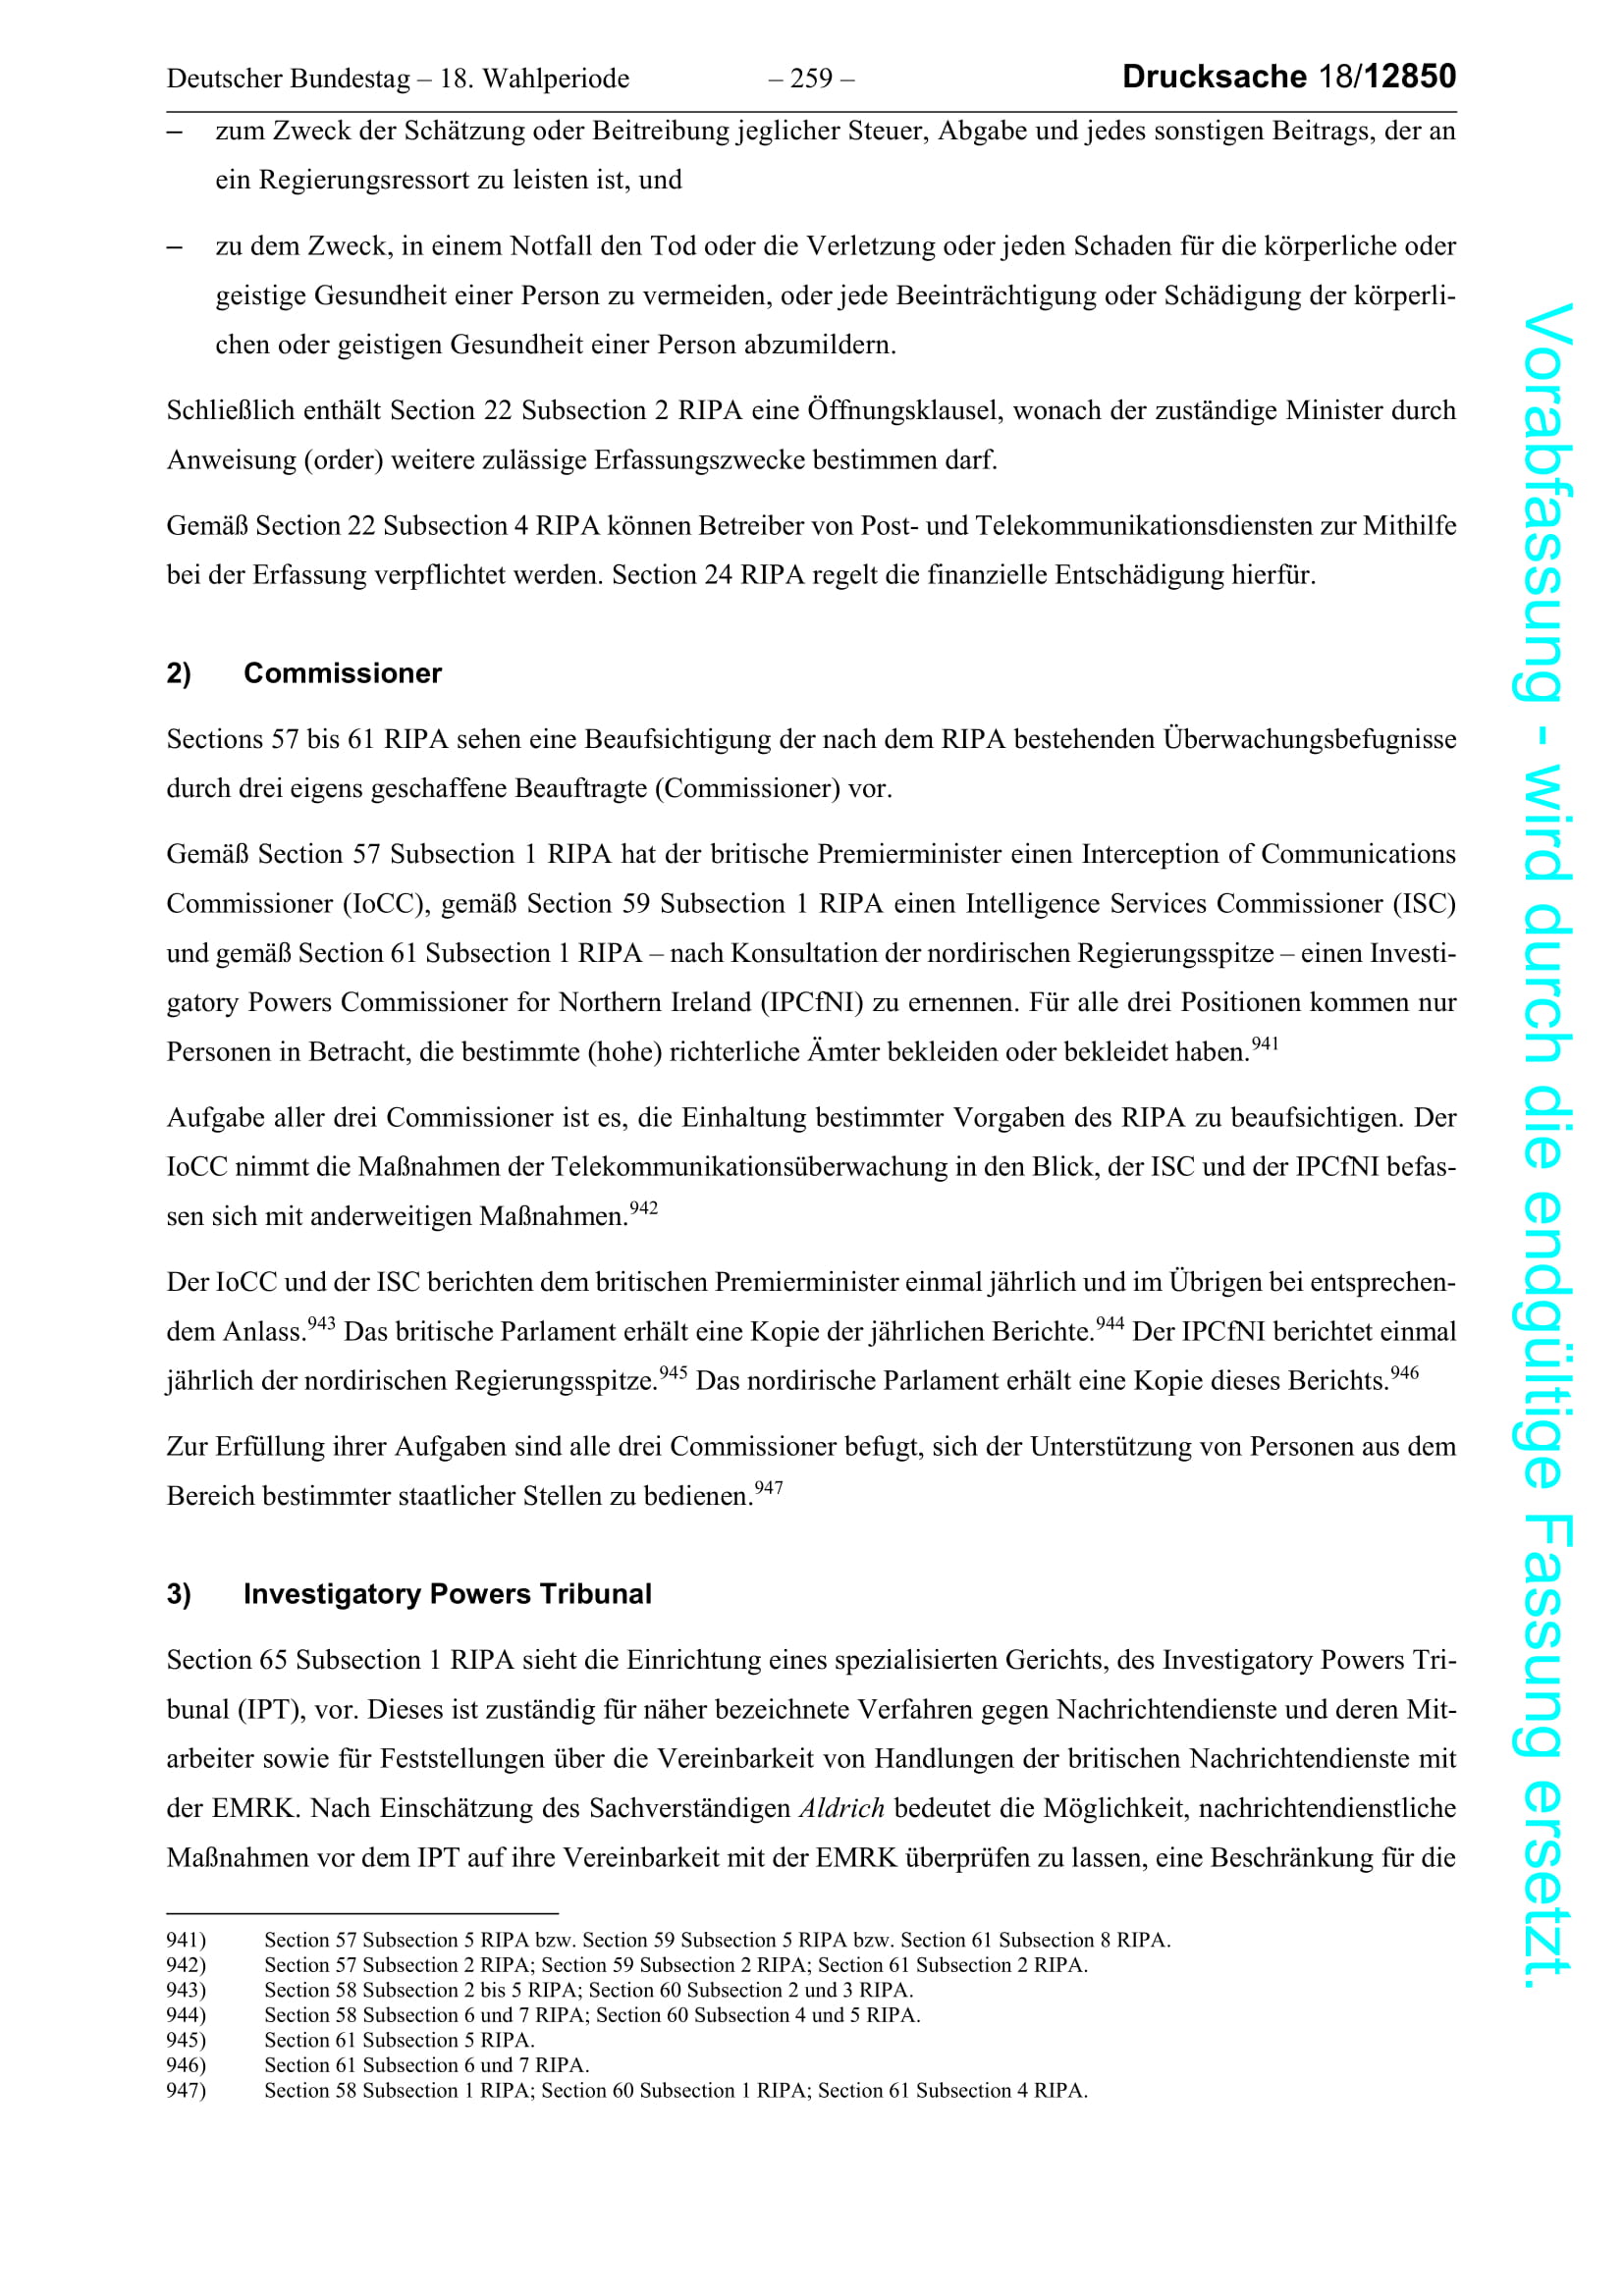 Deutscher Bundestag – 18. Wahlperiode – 259 – Drucksache 18/12850
– zum Zweck der Schätzung oder Beitreibung jeglicher Steuer, Abgabe und jedes sonstigen Beitrags, der an
ein Regierungsressort zu leisten ist, und
– zu dem Zweck, in einem Notfall den Tod oder die Verletzung oder jeden Schaden für die körperliche oder
geistige Gesundheit einer Person zu vermeiden, oder jede Beeinträchtigung oder Schädigung der körperli-
chen oder geistigen Gesundheit einer Person abzumildern.
Schließlich enthält Section 22 Subsection 2 RIPA eine Öffnungsklausel, wonach der zuständige Minister durch
Anweisung (order) weitere zulässige Erfassungszwecke bestimmen darf.
Gemäß Section 22 Subsection 4 RIPA können Betreiber von Post- und Telekommunikationsdiensten zur Mithilfe
bei der Erfassung verpflichtet werden. Section 24 RIPA regelt die finanzielle Entschädigung hierfür.
2) Commissioner
Sections 57 bis 61 RIPA sehen eine Beaufsichtigung der nach dem RIPA bestehenden Überwachungsbefugnisse
durch drei eigens geschaffene Beauftragte (Commissioner) vor.
Gemäß Section 57 Subsection 1 RIPA hat der britische Premierminister einen Interception of Communications
Commissioner (IoCC), gemäß Section 59 Subsection 1 RIPA einen Intelligence Services Commissioner (ISC)
und gemäß Section 61 Subsection 1 RIPA – nach Konsultation der nordirischen Regierungsspitze – einen Investi-
gatory Powers Commissioner for Northern Ireland (IPCfNI) zu ernennen. Für alle drei Positionen kommen nur
Personen in Betracht, die bestimmte (hohe) richterliche Ämter bekleiden oder bekleidet haben.941
Aufgabe aller drei Commissioner ist es, die Einhaltung bestimmter Vorgaben des RIPA zu beaufsichtigen. Der
IoCC nimmt die Maßnahmen der Telekommunikationsüberwachung in den Blick, der ISC und der IPCfNI befas-
sen sich mit anderweitigen Maßnahmen.942
Der IoCC und der ISC berichten dem britischen Premierminister einmal jährlich und im Übrigen bei entsprechen-
dem Anlass.943 Das britische Parlament erhält eine Kopie der jährlichen Berichte.944 Der IPCfNI berichtet einmal
jährlich der nordirischen Regierungsspitze.945 Das nordirische Parlament erhält eine Kopie dieses Berichts.946
Zur Erfüllung ihrer Aufgaben sind alle drei Commissioner befugt, sich der Unterstützung von Personen aus dem
Bereich bestimmter staatlicher Stellen zu bedienen.947
3) Investigatory Powers Tribunal
Section 65 Subsection 1 RIPA sieht die Einrichtung eines spezialisierten Gerichts, des Investigatory Powers Tri-
bunal (IPT), vor. Dieses ist zuständig für näher bezeichnete Verfahren gegen Nachrichtendienste und deren Mit-
arbeiter sowie für Feststellungen über die Vereinbarkeit von Handlungen der britischen Nachrichtendienste mit
der EMRK. Nach Einschätzung des Sachverständigen Aldrich bedeutet die Möglichkeit, nachrichtendienstliche
Maßnahmen vor dem IPT auf ihre Vereinbarkeit mit der EMRK überprüfen zu lassen, eine Beschränkung für die
941) Section 57 Subsection 5 RIPA bzw. Section 59 Subsection 5 RIPA bzw. Section 61 Subsection 8 RIPA.
942) Section 57 Subsection 2 RIPA; Section 59 Subsection 2 RIPA; Section 61 Subsection 2 RIPA.
943) Section 58 Subsection 2 bis 5 RIPA; Section 60 Subsection 2 und 3 RIPA.
944) Section 58 Subsection 6 und 7 RIPA; Section 60 Subsection 4 und 5 RIPA.
945) Section 61 Subsection 5 RIPA.
946) Section 61 Subsection 6 und 7 RIPA.
947) Section 58 Subsection 1 RIPA; Section 60 Subsection 1 RIPA; Section 61 Subsection 4 RIPA.
Vorabfassung - wird durch die endgültige Fassung ersetzt.